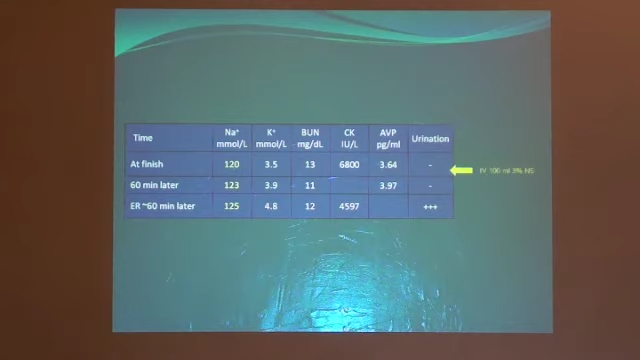 Time Na⁺ mmol/L K⁺ mmol/L BUN mg/dL CK IU/L AVP pg/ml Urination
At finish 120 3.5 13 6800 3.64 -
IV 100 ml 3% NS
60 min later 123 3.9 11 3.97 -
ER ~60 min later 125 4.8 12 4597 +++